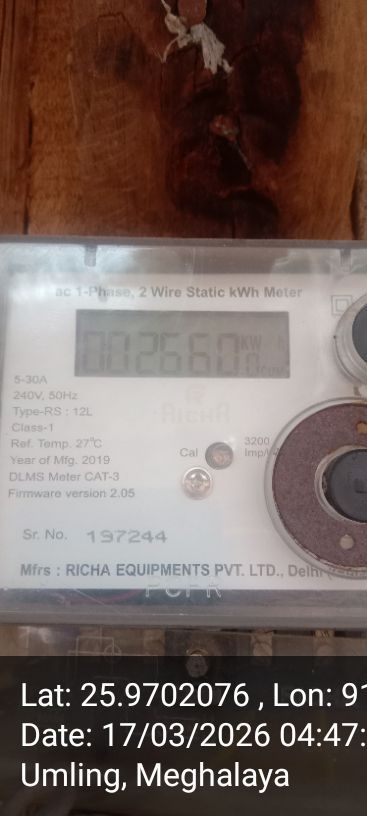 ac 1-Phase, 2 Wire Static kWh Meter
KW h
5-30A
240V, 50Hz
Type-RS : 12L
Class-1
Ref. Temp. 27°C
Year of Mfg. 2019
DLMS Meter CAT-3
Firmware version 2.05
RICHA
Cal
3200
Imp/
Sr. No. 197244
Mfrs : RICHA EQUIPMENTS PVT. LTD., Delhi
Lat: 25.9702076 , Lon: 91
Date: 17/03/2026 04:47:
Umling, Meghalaya